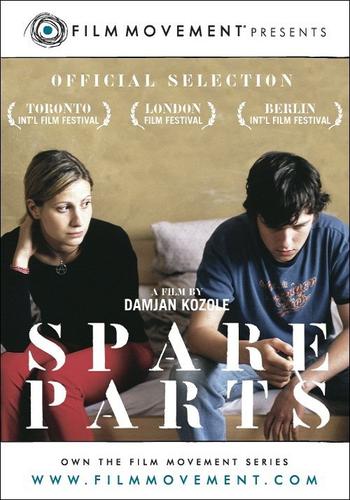 FILM MOVEMENT® PRESENTS
OFFICIAL SELECTION
TORONTO LONDON BERLIN
INT'L FILM FESTIVAL FILM FESTIVAL INT'L FILM FESTIVAL
A FILM BY
DAMJAN KOZOLE
SPARE
PARTS
OWN THE FILM MOVEMENT SERIES
WWW.FILMMOVEMENT.COM